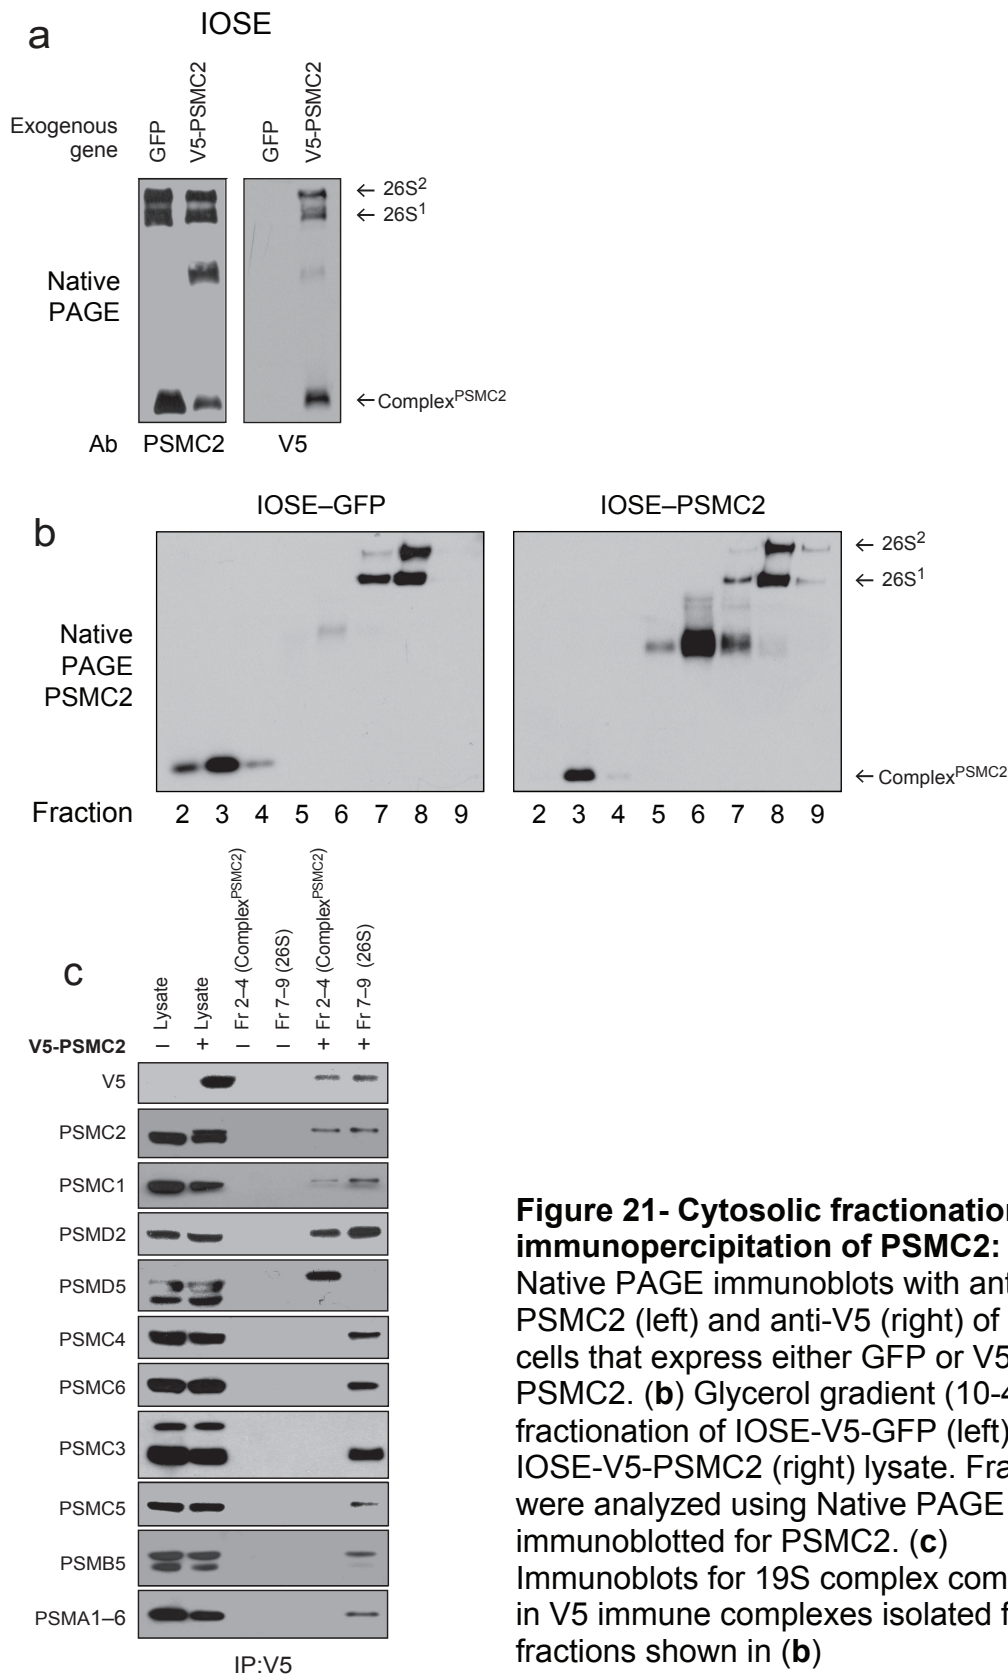 a
IOSE
Exogenous
gene
GFP
V5-PSMC2
GFP
V5-PSMC2
← 26S2
← 26S1
Native
PAGE
←ComplexPSMC2
Ab
PSMC2
V5
b
IOSE–GFP
IOSE–PSMC2
← 26S2
← 26S1
Native
PAGE
PSMC2
←ComplexPSMC2
Fraction 2 3 4 5 6 7 8 9 2 3 4 5 6 7 8 9
c
Lysate
Lysate
Fr 2–4 (ComplexPSMC2)
Fr 7–9 (26S)
Fr 2–4 (ComplexPSMC2)
Fr 7–9 (26S)
V5-PSMC2 – + – – + +
V5
PSMC2
PSMC1
PSMD2
PSMD5
PSMC4
PSMC6
PSMC3
PSMC5
PSMB5
PSMA1–6
IP:V5
Figure 21- Cytosolic fractionation
immunopercipitation of PSMC2:
Native PAGE immunoblots with
PSMC2 (left) and anti-V5 (right) of
cells that express either GFP or V5
PSMC2. (b) Glycerol gradient
fractionation of IOSE-V5-GFP (left)
IOSE-V5-PSMC2 (right) lysate.
were analyzed using Native PAGE
immunoblotted for PSMC2. (c)
Immunoblots for 19S complex
in V5 immune complexes isolated
fractions shown in (b)